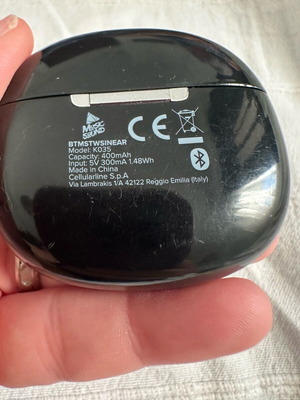 MUSIC
SOUND
BTMSTWSINEAR
Model: K035
Capacity: 400mAh
Input: 5V 300mA 1.48Wh
Made in China
Cellularline S.p.A
Via Lambrakis 1/A 42122 Reggio Emilia (Italy)
CE